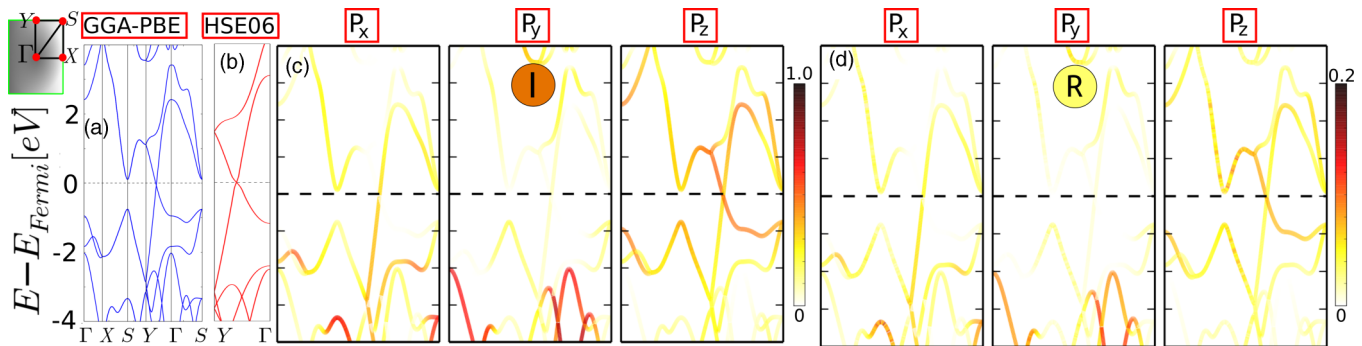 Y S
Γ X
GGA-PBE HSE06 Px Py Pz Px Py Pz
(a) (b) (c) (d)
I R
E−EFermi[eV]
2
0
-2
-4
Γ X S Y Γ S
Y Γ
1.0
0
0.2
0